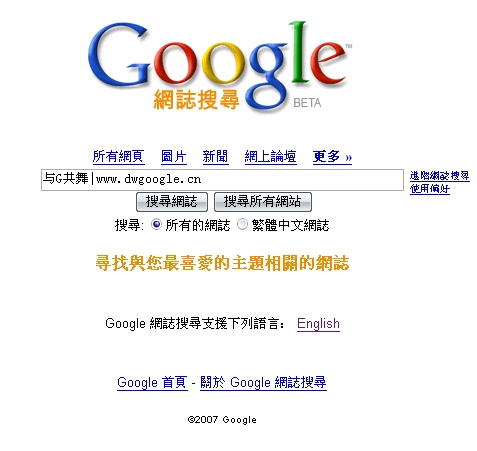 Google™
網誌搜尋 BETA
所有網頁 圖片 新聞 網上論壇 更多 »
与G共舞|www.dwgoogle.cn
進階網誌搜尋
使用偏好
搜尋網誌 搜尋所有網站
搜尋: 所有的網誌 繁體中文網誌
尋找與您最喜愛的主題相關的網誌
Google 網誌搜尋支援下列語言： English
Google 首頁 - 關於 Google 網誌搜尋
©2007 Google